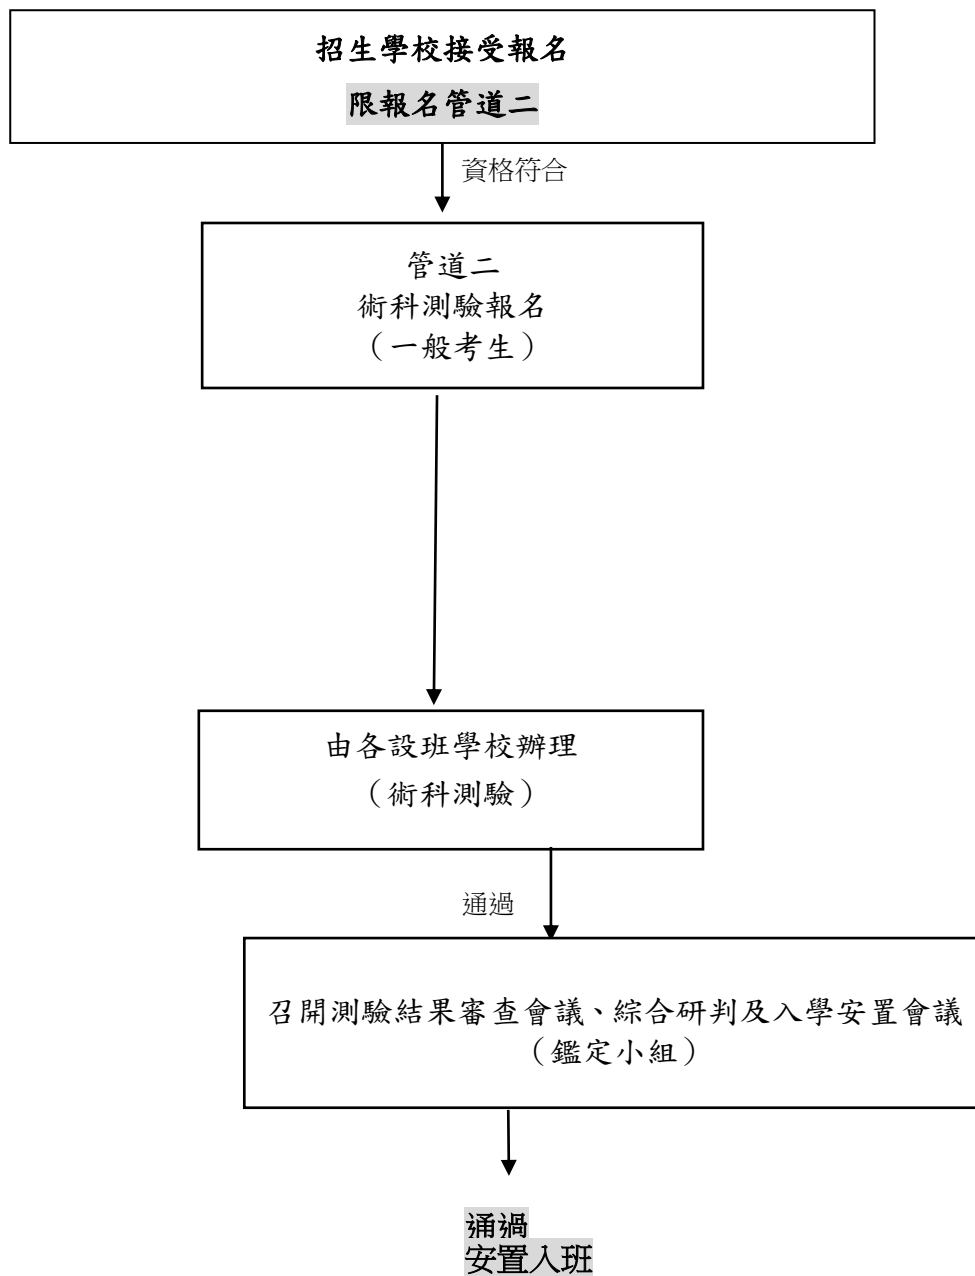 招生學校接受報名
限報名管道二
資格符合
管道二
術科測驗報名
（一般考生）
由各設班學校辦理
（術科測驗）
通過
召開測驗結果審查會議、綜合研判及入學安置會議
（鑑定小組）
通過
安置入班